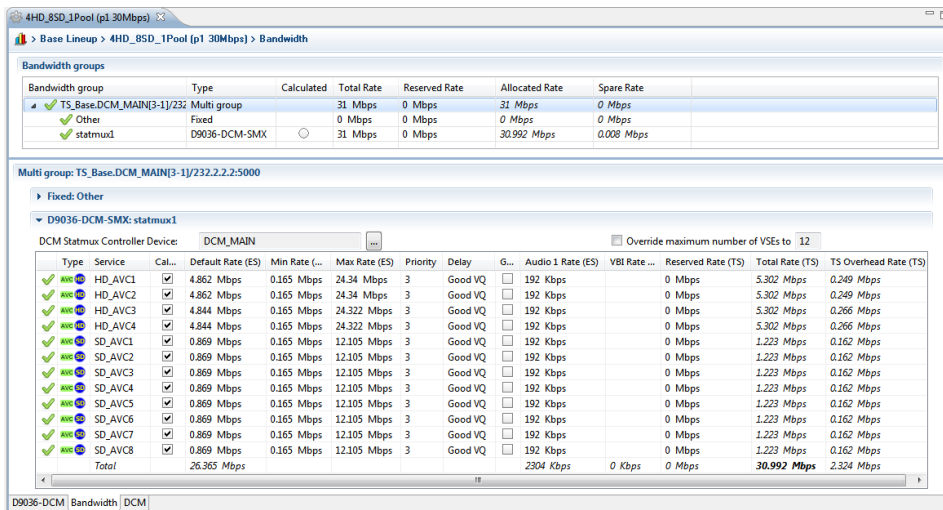 4HD_8SD_1Pool (p1 30Mbps)
> Base Lineup > 4HD_8SD_1Pool (p1 30Mbps) > Bandwidth
Bandwidth groups
Bandwidth group Type Calculated Total Rate Reserved Rate Allocated Rate Spare Rate
TS_Base.DCM_MAIN[3-1]/232 Multi group 31 Mbps 0 Mbps 31 Mbps 0 Mbps
Other Fixed 0 Mbps 0 Mbps 0 Mbps 0 Mbps
statmux1 D9036-DCM-SMX 31 Mbps 0 Mbps 30.992 Mbps 0.008 Mbps
Multi group: TS_Base.DCM_MAIN[3-1]/232.2.2.2:5000
Fixed: Other
D9036-DCM-SMX: statmux1
DCM Statmux Controller Device: DCM_MAIN ... Override maximum number of VSEs to 12
Type Service Cal... Default Rate (ES) Min Rate (... Max Rate (ES) Priority Delay G... Audio 1 Rate (ES) VBI Rate ... Reserved Rate (TS) Total Rate (TS) TS Overhead Rate (TS)
AVC HD HD_AVC1 4.862 Mbps 0.165 Mbps 24.34 Mbps 3 Good VQ 192 Kbps 0 Mbps 5.302 Mbps 0.249 Mbps
AVC HD HD_AVC2 4.862 Mbps 0.165 Mbps 24.34 Mbps 3 Good VQ 192 Kbps 0 Mbps 5.302 Mbps 0.249 Mbps
AVC HD HD_AVC3 4.844 Mbps 0.165 Mbps 24.322 Mbps 3 Good VQ 192 Kbps 0 Mbps 5.302 Mbps 0.266 Mbps
AVC HD HD_AVC4 4.844 Mbps 0.165 Mbps 24.322 Mbps 3 Good VQ 192 Kbps 0 Mbps 5.302 Mbps 0.266 Mbps
AVC SD SD_AVC1 0.869 Mbps 0.165 Mbps 12.105 Mbps 3 Good VQ 192 Kbps 0 Mbps 1.223 Mbps 0.162 Mbps
AVC SD SD_AVC2 0.869 Mbps 0.165 Mbps 12.105 Mbps 3 Good VQ 192 Kbps 0 Mbps 1.223 Mbps 0.162 Mbps
AVC SD SD_AVC3 0.869 Mbps 0.165 Mbps 12.105 Mbps 3 Good VQ 192 Kbps 0 Mbps 1.223 Mbps 0.162 Mbps
AVC SD SD_AVC4 0.869 Mbps 0.165 Mbps 12.105 Mbps 3 Good VQ 192 Kbps 0 Mbps 1.223 Mbps 0.162 Mbps
AVC SD SD_AVC5 0.869 Mbps 0.165 Mbps 12.105 Mbps 3 Good VQ 192 Kbps 0 Mbps 1.223 Mbps 0.162 Mbps
AVC SD SD_AVC6 0.869 Mbps 0.165 Mbps 12.105 Mbps 3 Good VQ 192 Kbps 0 Mbps 1.223 Mbps 0.162 Mbps
AVC SD SD_AVC7 0.869 Mbps 0.165 Mbps 12.105 Mbps 3 Good VQ 192 Kbps 0 Mbps 1.223 Mbps 0.162 Mbps
AVC SD SD_AVC8 0.869 Mbps 0.165 Mbps 12.105 Mbps 3 Good VQ 192 Kbps 0 Mbps 1.223 Mbps 0.162 Mbps
Total 26.365 Mbps 2304 Kbps 0 Kbps 0 Mbps 30.992 Mbps 2.324 Mbps
D9036-DCM Bandwidth DCM